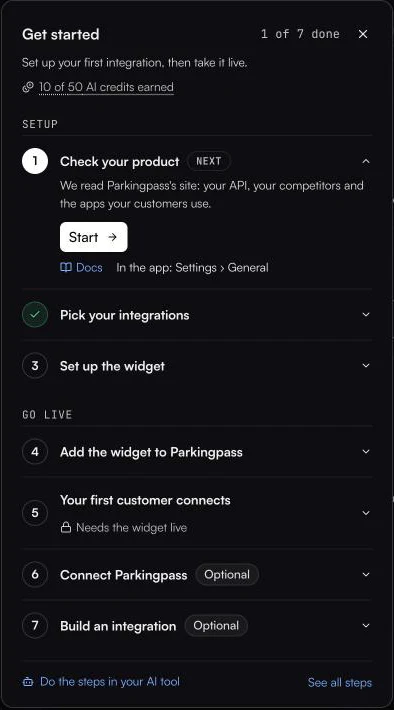 Get started
1 of 7 done
Set up your first integration, then take it live.
10 of 50 AI credits earned
SETUP
1
Check your product
NEXT
We read Parkingpass's site: your API, your competitors and
the apps your customers use.
Start →
Docs
In the app: Settings › General
Pick your integrations
3
Set up the widget
GO LIVE
4
Add the widget to Parkingpass
5
Your first customer connects
Needs the widget live
6
Connect Parkingpass
Optional
7
Build an integration
Optional
Do the steps in your AI tool
See all steps